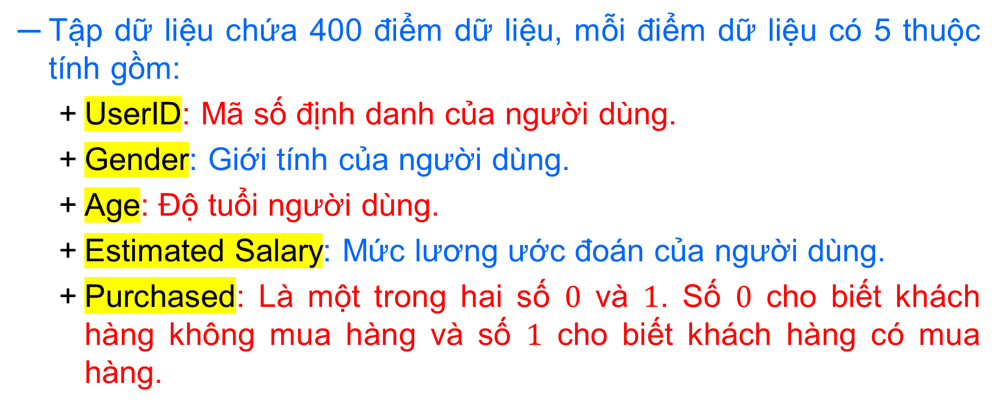 – Tập dữ liệu chứa 400 điểm dữ liệu, mỗi điểm dữ liệu có 5 thuộc
tính gồm:
+ UserID: Mã số định danh của người dùng.
+ Gender: Giới tính của người dùng.
+ Age: Độ tuổi người dùng.
+ Estimated Salary: Mức lương ước đoán của người dùng.
+ Purchased: Là một trong hai số 0 và 1. Số 0 cho biết khách
hàng không mua hàng và số 1 cho biết khách hàng có mua
hàng.